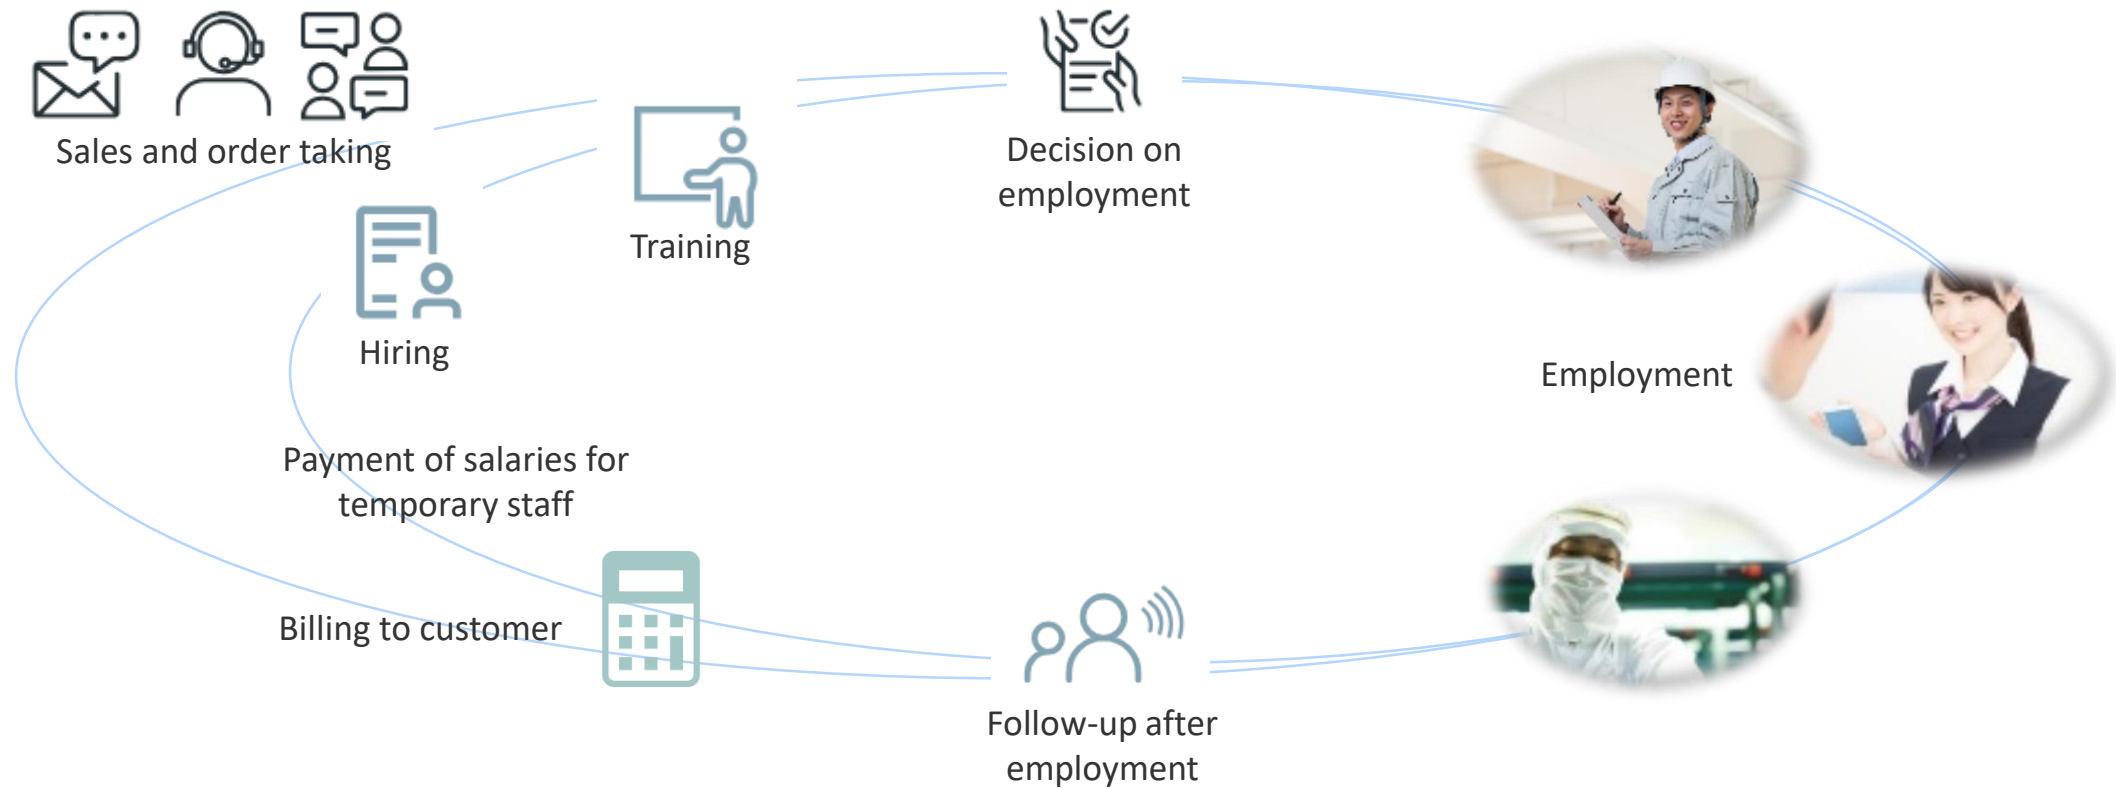 Sales and order taking
Decision on
employment
Training
Hiring
Employment
Payment of salaries for
temporary staff
Billing to customer
Follow-up after
employment